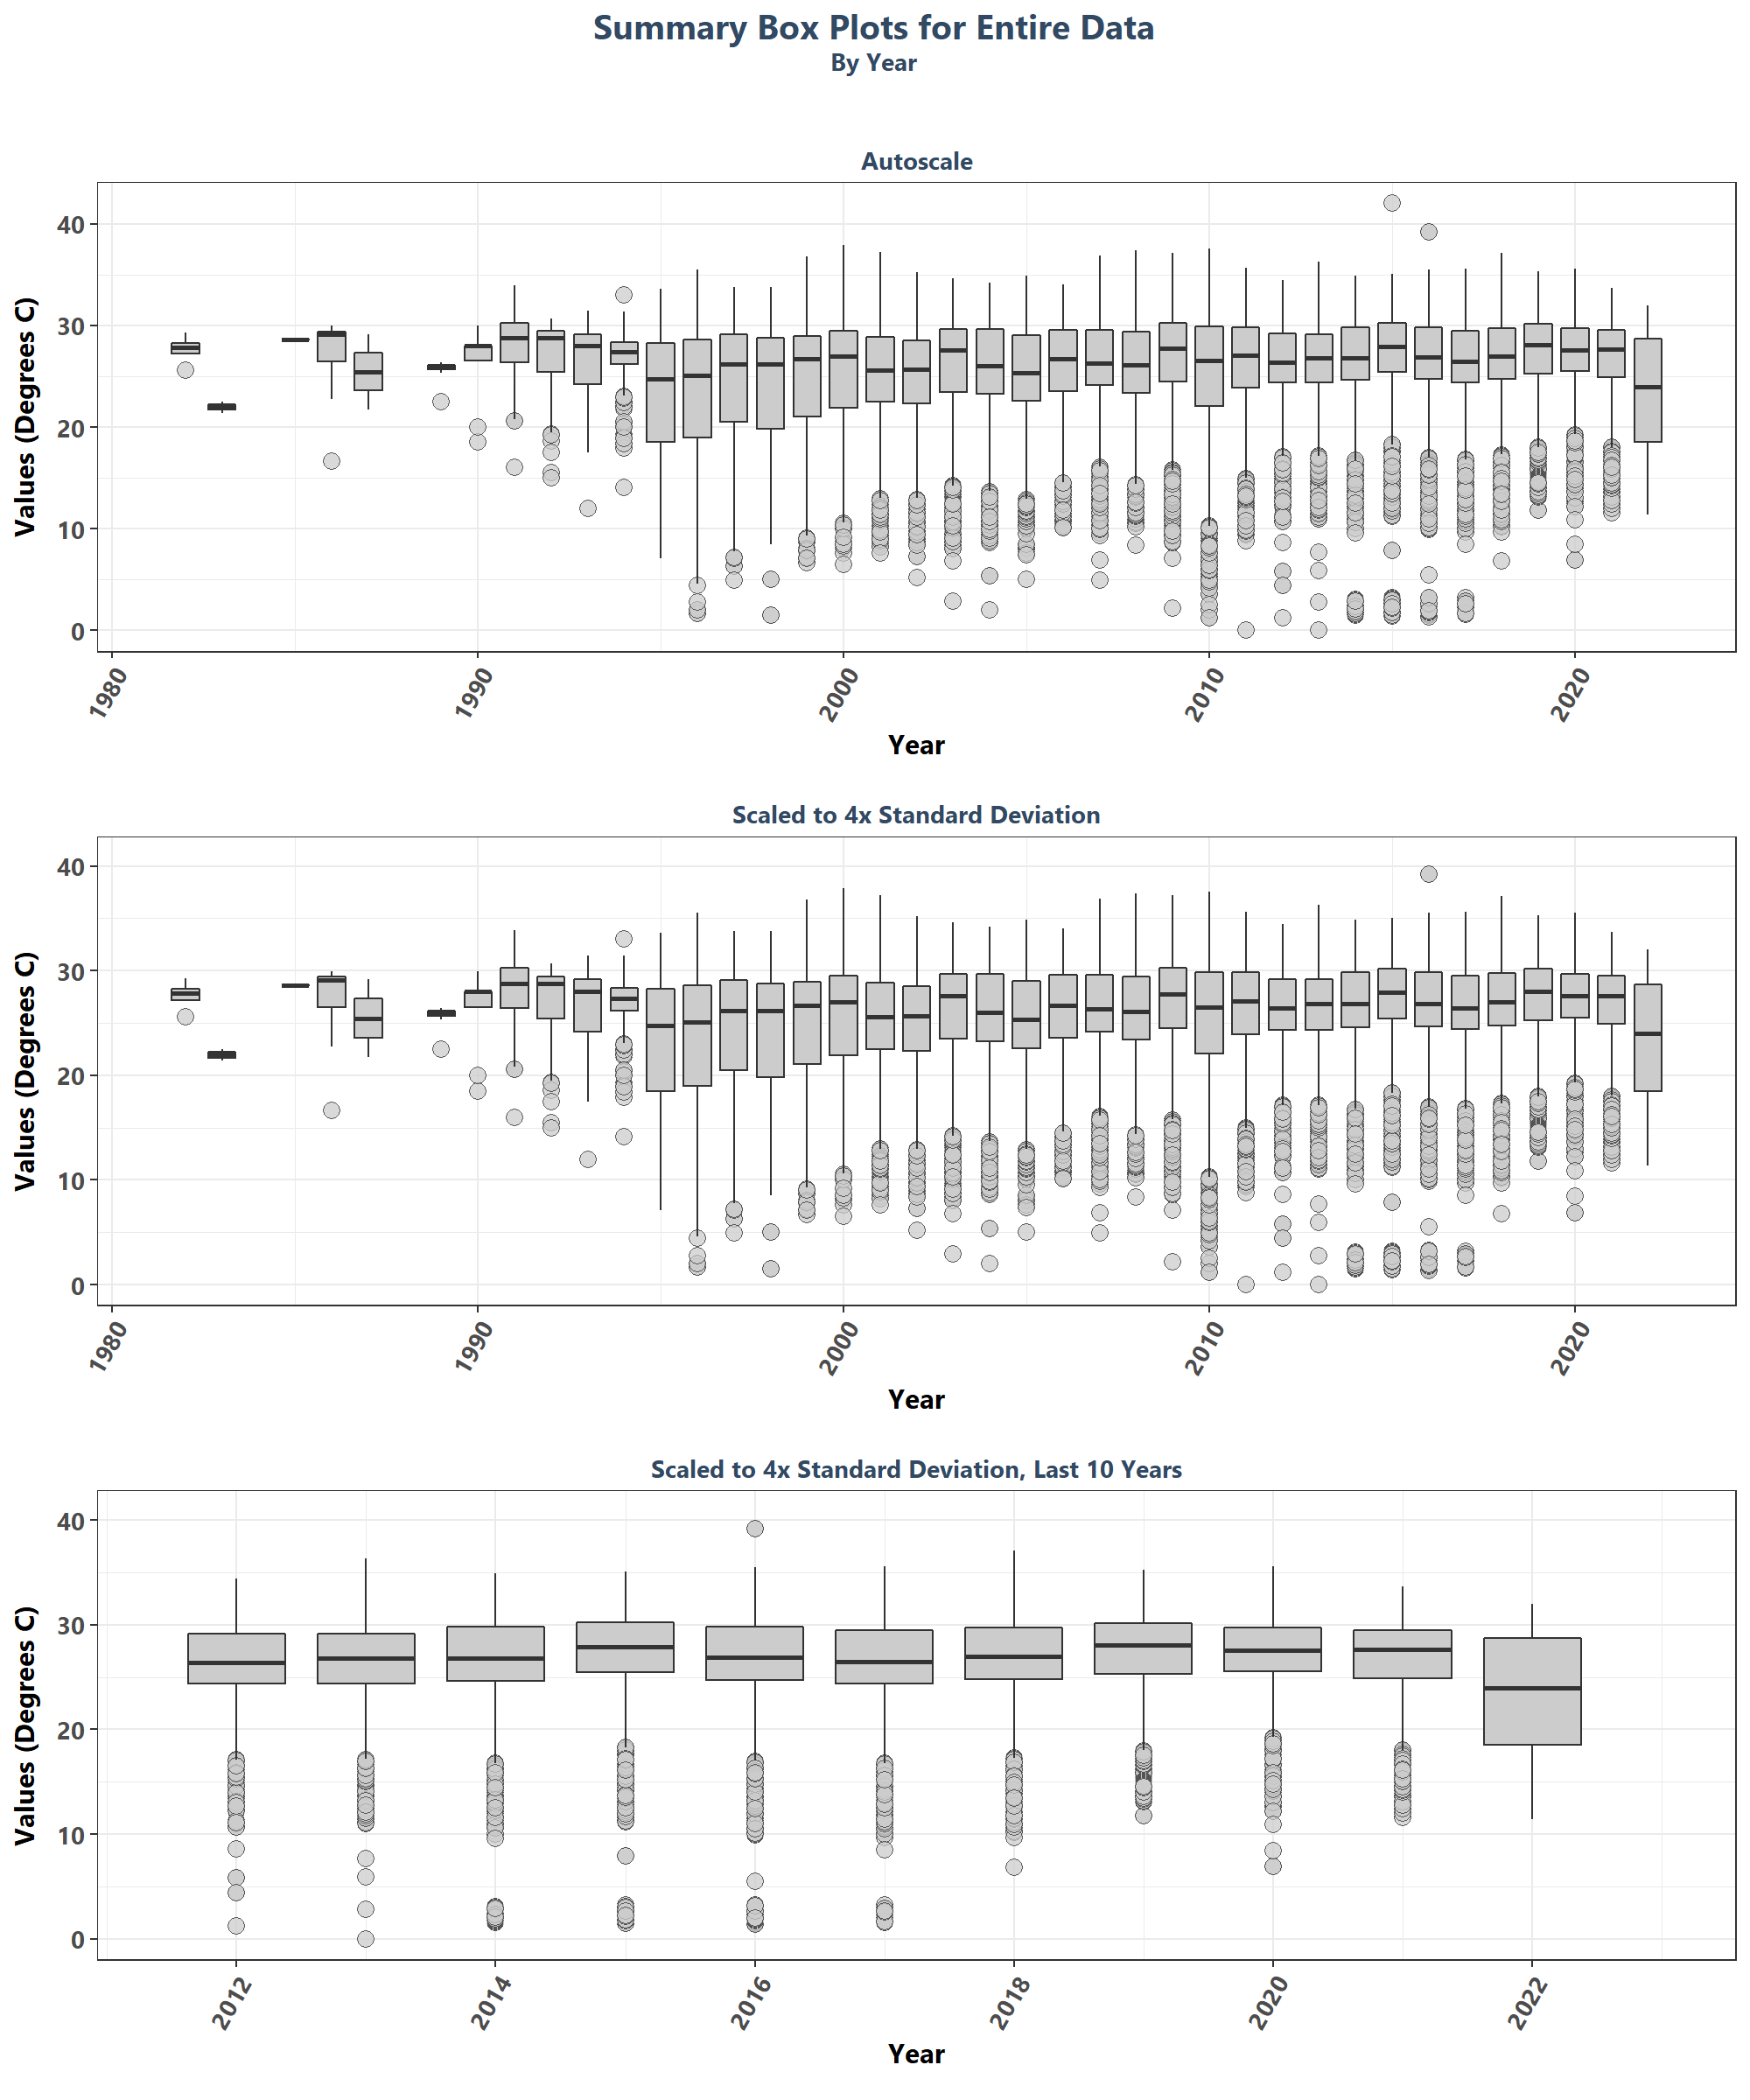 Summary Box Plots for Entire Data
By Year
Autoscale
Values (Degrees C)
40
30
20
10
0
1980
1990
2000
2010
2020
Year
Scaled to 4x Standard Deviation
Values (Degrees C)
40
30
20
10
0
1980
1990
2000
2010
2020
Year
Scaled to 4x Standard Deviation, Last 10 Years
Values (Degrees C)
40
30
20
10
0
2012
2014
2016
2018
2020
2022
Year